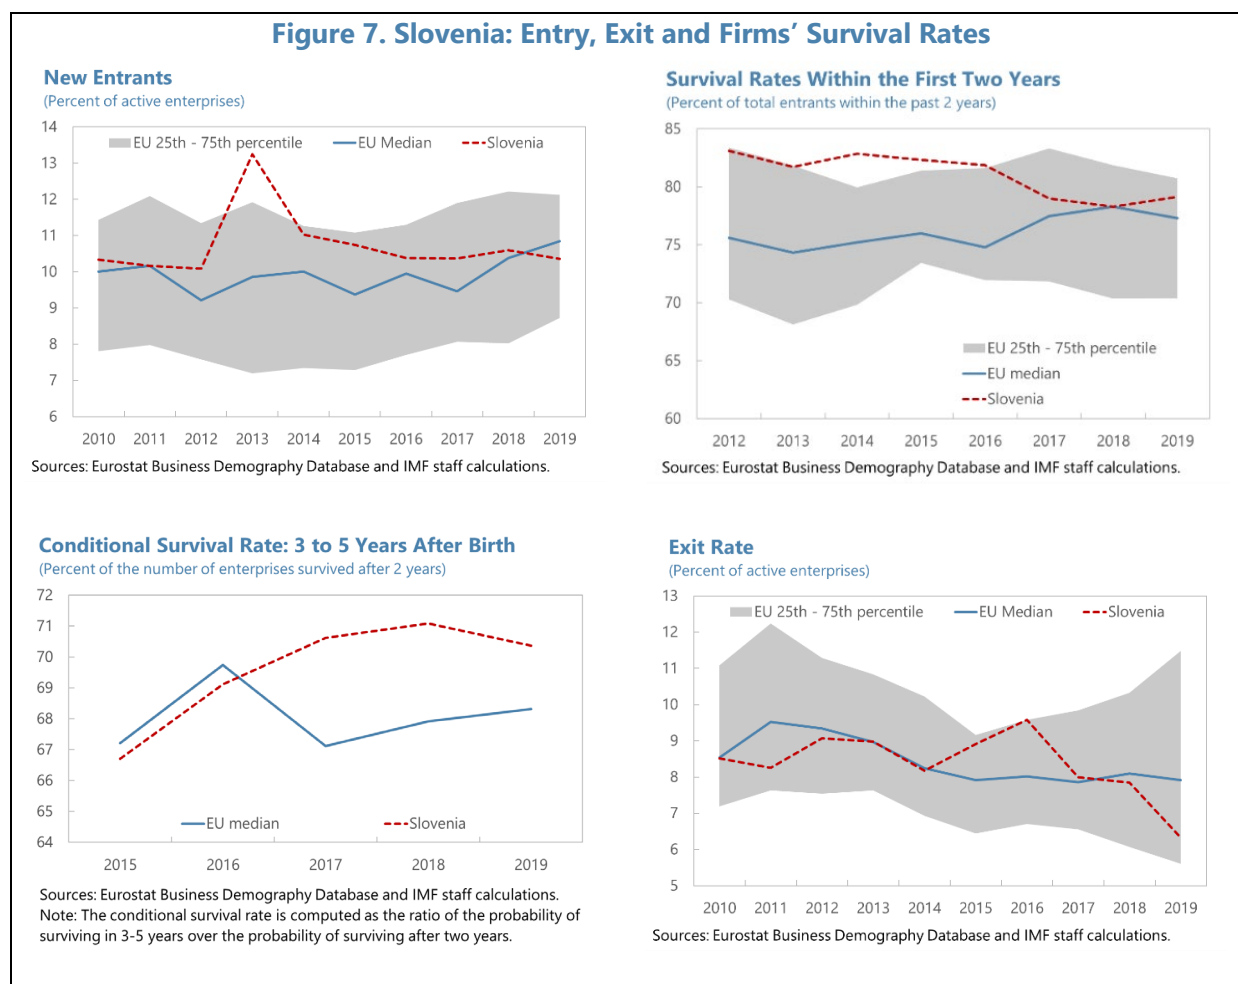 Figure 7. Slovenia: Entry, Exit and Firms’ Survival Rates
New Entrants
(Percent of active enterprises)
14
13
12
11
10
9
8
7
6
EU 25th - 75th percentile
EU Median
Slovenia
2010 2011 2012 2013 2014 2015 2016 2017 2018 2019
Sources: Eurostat Business Demography Database and IMF staff calculations.
Survival Rates Within the First Two Years
(Percent of total entrants within the past 2 years)
85
80
75
70
65
60
EU 25th - 75th percentile
EU median
Slovenia
2012 2013 2014 2015 2016 2017 2018 2019
Sources: Eurostat Business Demography Database and IMF staff calculations.
Conditional Survival Rate: 3 to 5 Years After Birth
(Percent of the number of enterprises survived after 2 years)
72
71
70
69
68
67
66
65
64
EU median
Slovenia
2015 2016 2017 2018 2019
Sources: Eurostat Business Demography Database and IMF staff calculations.
Note: The conditional survival rate is computed as the ratio of the probability of
surviving in 3-5 years over the probability of surviving after two years.
Exit Rate
(Percent of active enterprises)
13
12
11
10
9
8
7
6
5
EU 25th - 75th percentile
EU Median
Slovenia
2010 2011 2012 2013 2014 2015 2016 2017 2018 2019
Sources: Eurostat Business Demography Database and IMF staff calculations.